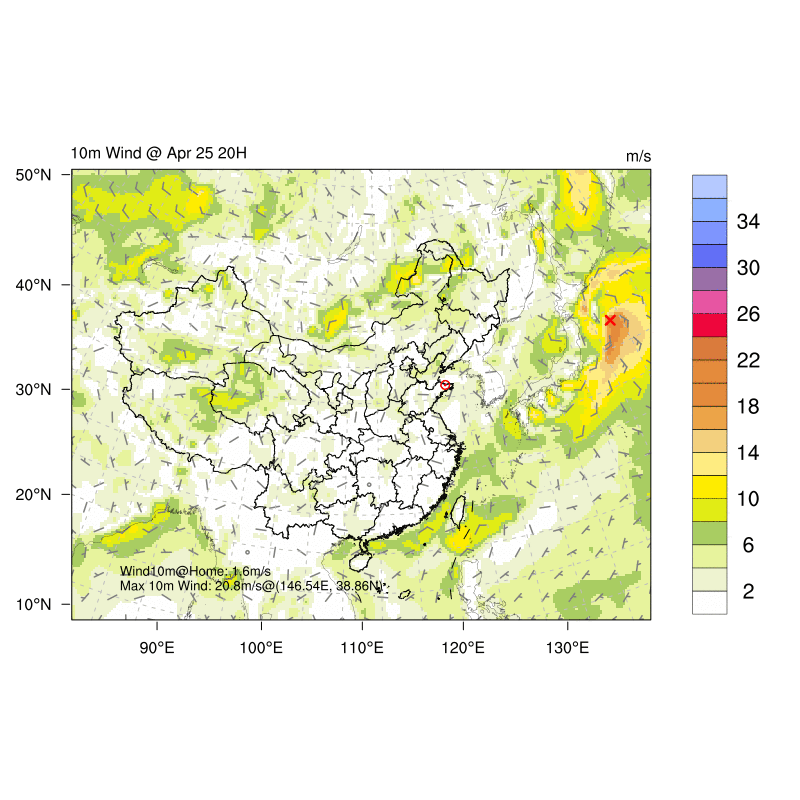 10m Wind @ Apr 25 20H
m/s
50°N
40°N
30°N
20°N
10°N
90°E
100°E
110°E
120°E
130°E
Wind10m@Home: 1.6m/s
Max 10m Wind: 20.8m/s@(146.54E, 38.86N)
34
30
26
22
18
14
10
6
2